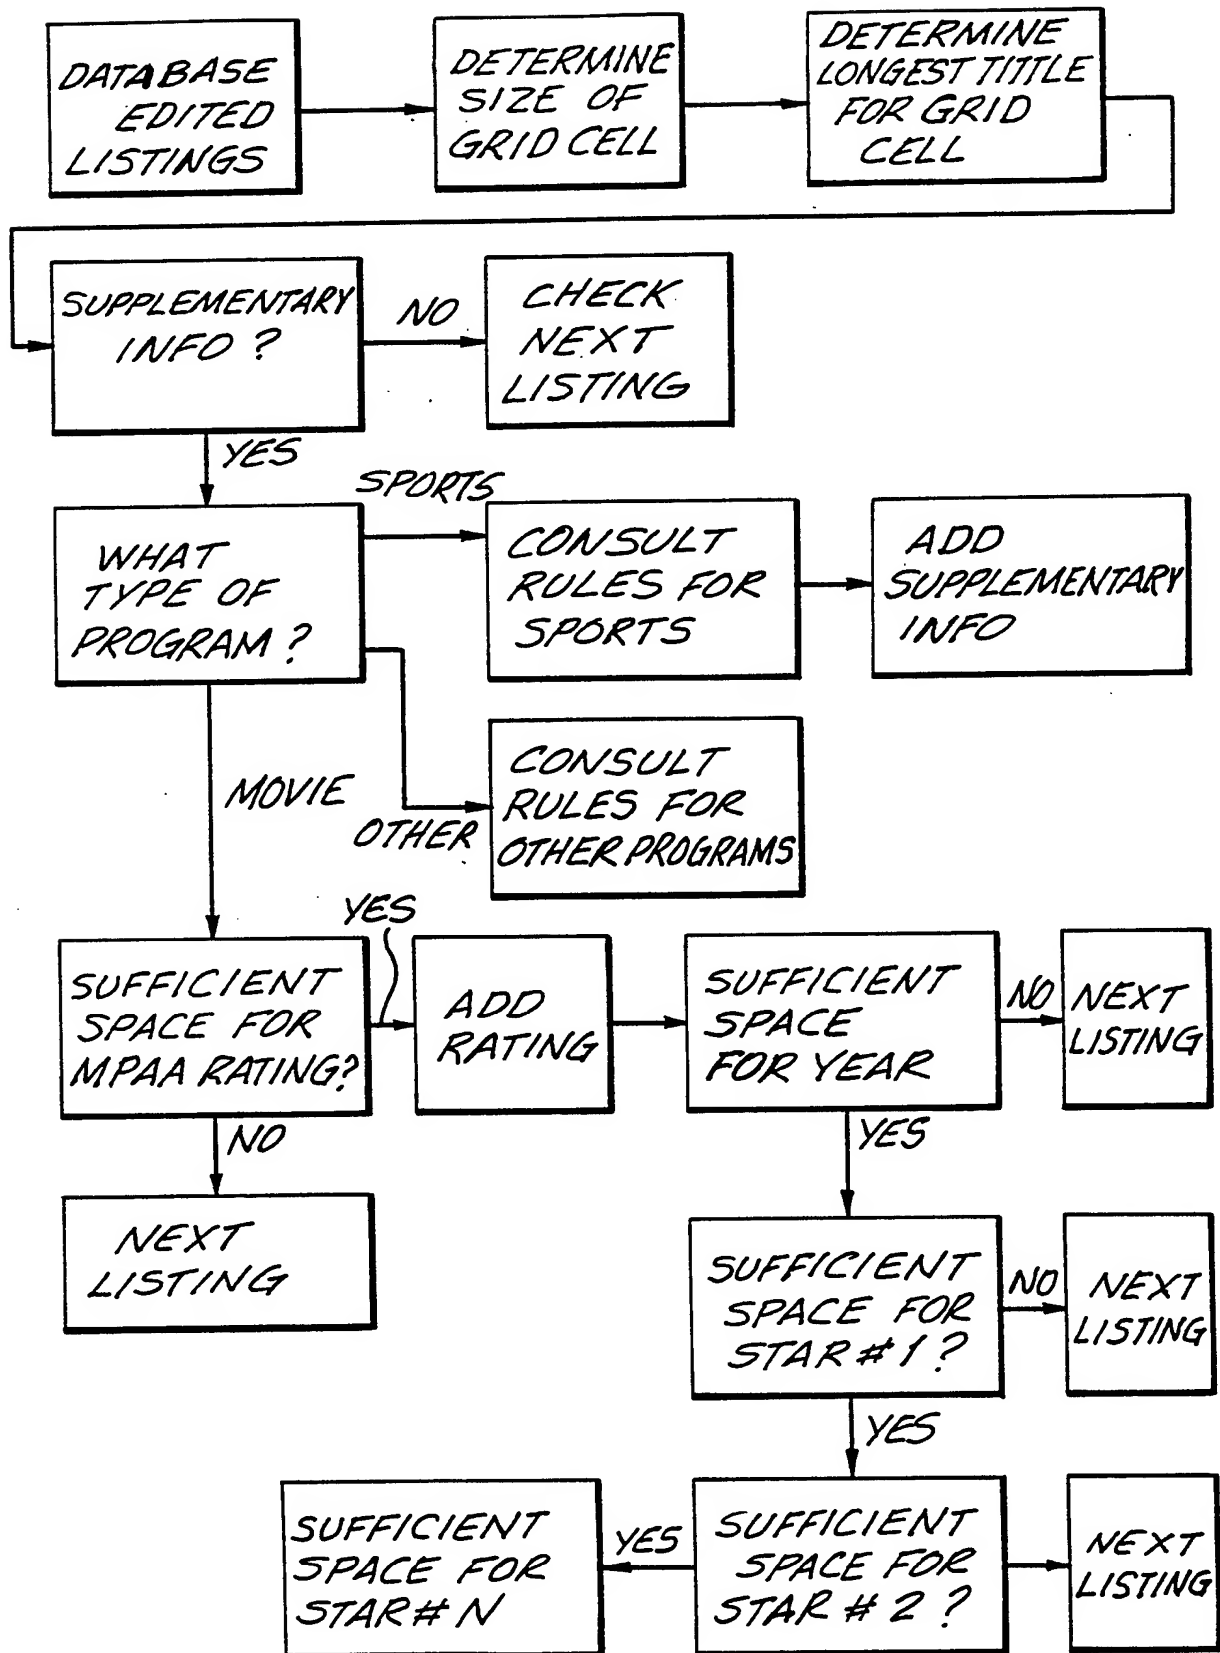 DATABASE
EDITED
LISTINGS
DETERMINE
SIZE OF
GRID CELL
DETERMINE
LONGEST TITTLE
FOR GRID
CELL
SUPPLEMENTARY
INFO?
NO
CHECK
NEXT
LISTING
YES
WHAT
TYPE OF
PROGRAM?
SPORTS
CONSULT
RULES FOR
SPORTS
ADD
SUPPLEMENTARY
INFO
OTHER
CONSULT
RULES FOR
OTHER PROGRAMS
MOVIE
SUFFICIENT
SPACE FOR
MPAA RATING?
YES
ADD
RATING
SUFFICIENT
SPACE
FOR YEAR
NO
NEXT
LISTING
NO
NEXT
LISTING
YES
SUFFICIENT
SPACE FOR
STAR #1?
NO
NEXT
LISTING
YES
SUFFICIENT
SPACE FOR
STAR #2?
NEXT
LISTING
YES
SUFFICIENT
SPACE FOR
STAR# N